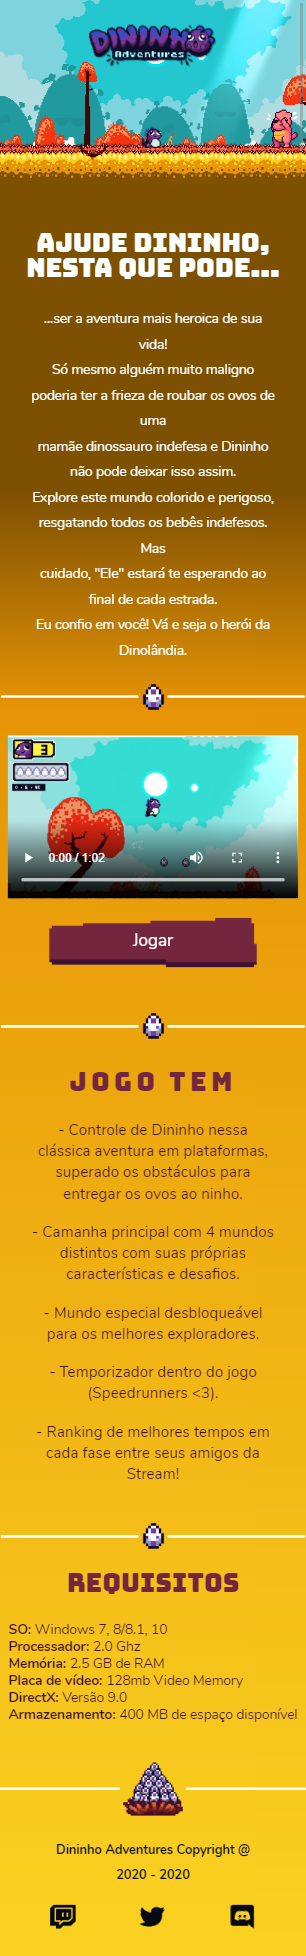 DININHO
Adventures
AJUDE DININHO,
NESTA QUE PODE...
...ser a aventura mais heroica de sua
vida!
Só mesmo alguém muito maligno
poderia ter a frieza de roubar os ovos de
uma
mamãe dinossauro indefesa e Dininho
não pode deixar isso assim.
Explore este mundo colorido e perigoso,
resgatando todos os bebês indefesos.
Mas
cuidado, "Ele" estará te esperando ao
final de cada estrada.
Eu confio em você! Vá e seja o herói da
Dinolândia.
3
0:00 / 1:02
Jogar
JOGO TEM
- Controle de Dininho nessa
clássica aventura em plataformas,
superado os obstáculos para
entregar os ovos ao ninho.
- Camanha principal com 4 mundos
distintos com suas próprias
características e desafios.
- Mundo especial desbloqueável
para os melhores exploradores.
- Temporizador dentro do jogo
(Speedrunners <3).
- Ranking de melhores tempos em
cada fase entre seus amigos da
Stream!
REQUISITOS
SO: Windows 7, 8/8.1, 10
Processador: 2.0 Ghz
Memória: 2.5 GB de RAM
Placa de vídeo: 128mb Video Memory
DirectX: Versão 9.0
Armazenamento: 400 MB de espaço disponível
Dininho Adventures Copyright @
2020 - 2020